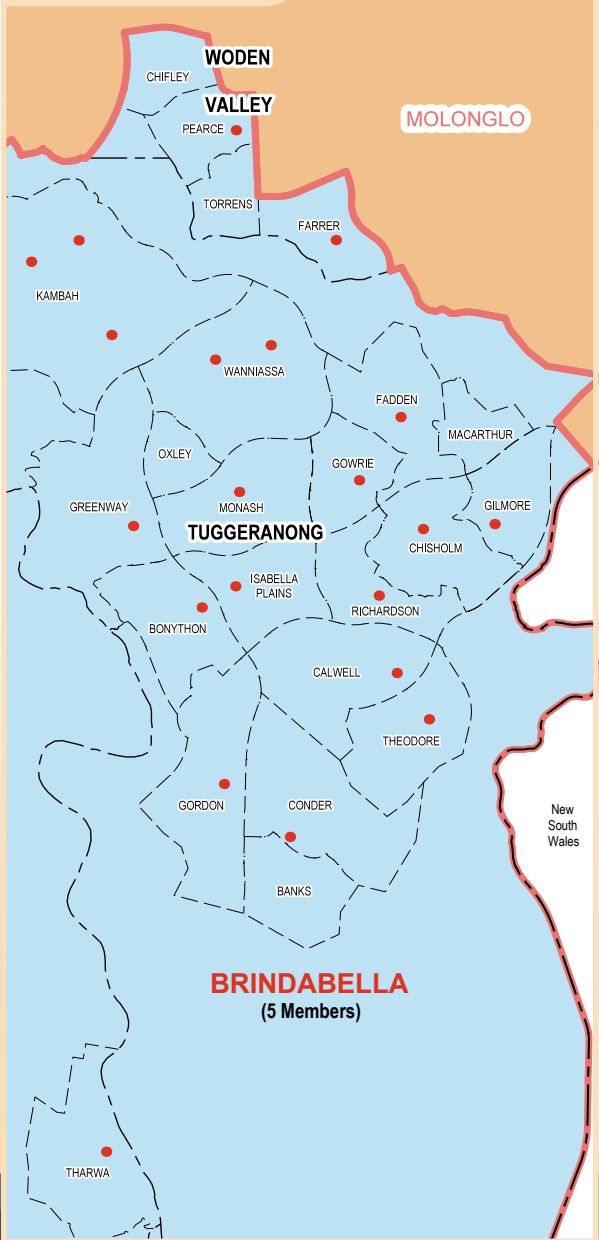 WODEN
CHIFLEY
VALLEY
MOLONGLO
PEARCE
TORRENS
FARRER
KAMBAH
WANNIASSA
FADDEN
MACARTHUR
OXLEY
GOWRIE
GREENWAY
MONASH
GILMORE
TUGGERANONG
CHISHOLM
ISABELLA
PLAINS
RICHARDSON
BONYTHON
CALWELL
THEODORE
GORDON
CONDER
New
South
Wales
BANKS
BRINDABELLA
(5 Members)
THARWA